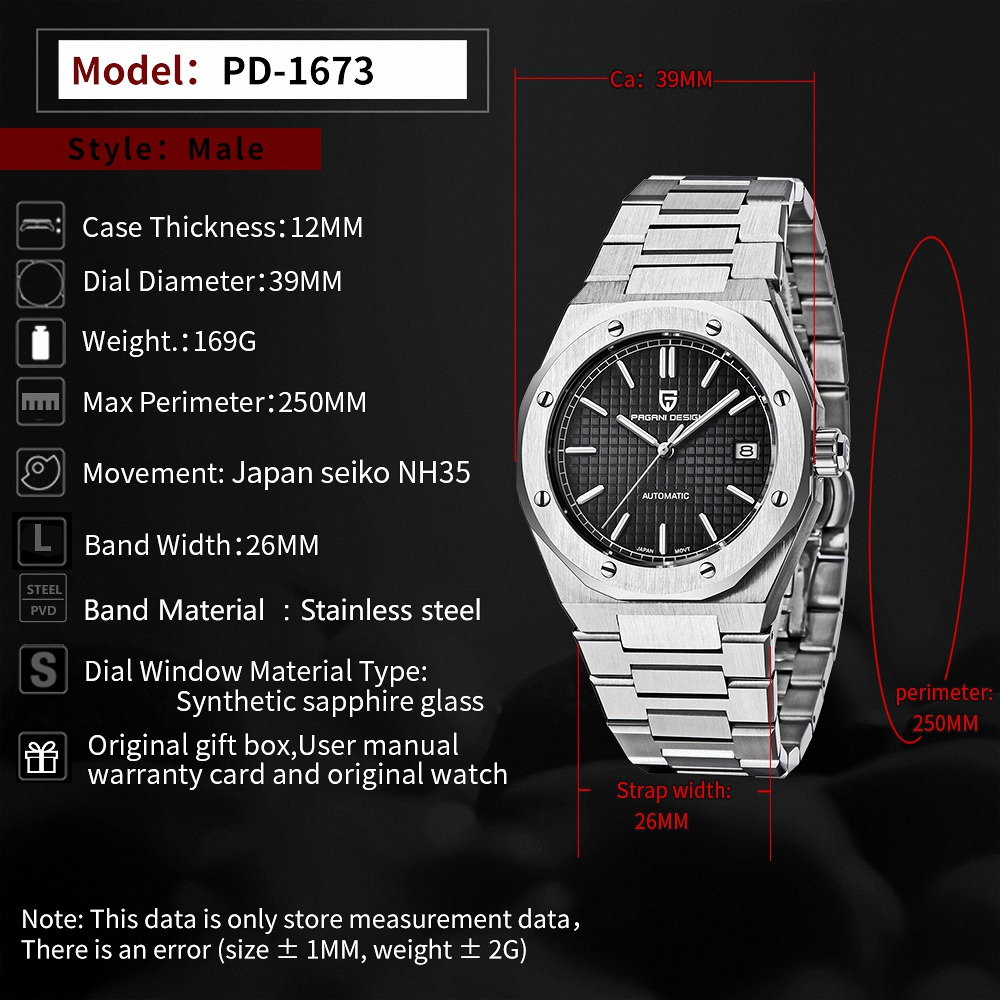 Model: PD-1673
Ca: 39MM
Style: Male
Case Thickness:12MM
Dial Diameter:39MM
Weight.:169G
Max Perimeter:250MM
Movement: Japan seiko NH35
L
Band Width:26MM
STEEL
PVD
Band Material : Stainless steel
S
Dial Window Material Type:
Synthetic sapphire glass
Original gift box,User manual
warranty card and original watch
PAGANI DESIGN
8
AUTOMATIC
JAPAN MOVT
perimeter:
250MM
Strap width:
26MM
Note: This data is only store measurement data,
There is an error (size ± 1MM, weight ± 2G)